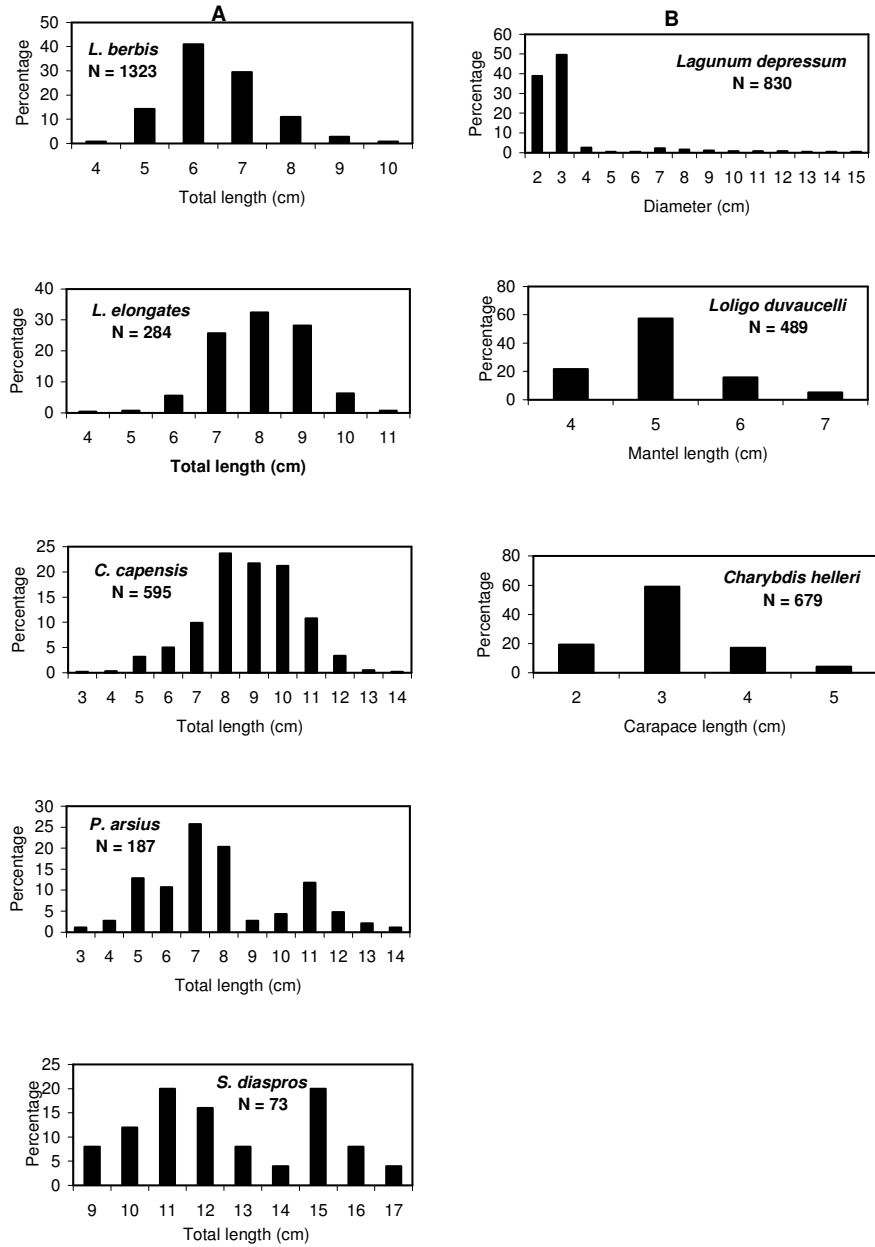 A
50
40
30
20
10
0
Percentage
L. berbis
N = 1323
4 5 6 7 8 9 10
Total length (cm)
40
30
20
10
0
Percentage
L. elongates
N = 284
4 5 6 7 8 9 10 11
Total length (cm)
25
20
15
10
5
0
Percentage
C. capensis
N = 595
3 4 5 6 7 8 9 10 11 12 13 14
Total length (cm)
30
25
20
15
10
5
0
Percentage
P. arsius
N = 187
3 4 5 6 7 8 9 10 11 12 13 14
Total length (cm)
25
20
15
10
5
0
Percentage
S. diaspros
N = 73
9 10 11 12 13 14 15 16 17
Total length (cm)
B
60
50
40
30
20
10
0
Percentage
Lagunum depressum
N = 830
2 3 4 5 6 7 8 9 10 11 12 13 14 15
Diameter (cm)
80
60
40
20
0
Percentage
Loligo duvaucelli
N = 489
4 5 6 7
Mantel length (cm)
80
60
40
20
0
Percentage
Charybdis helleri
N = 679
2 3 4 5
Carapace length (cm)